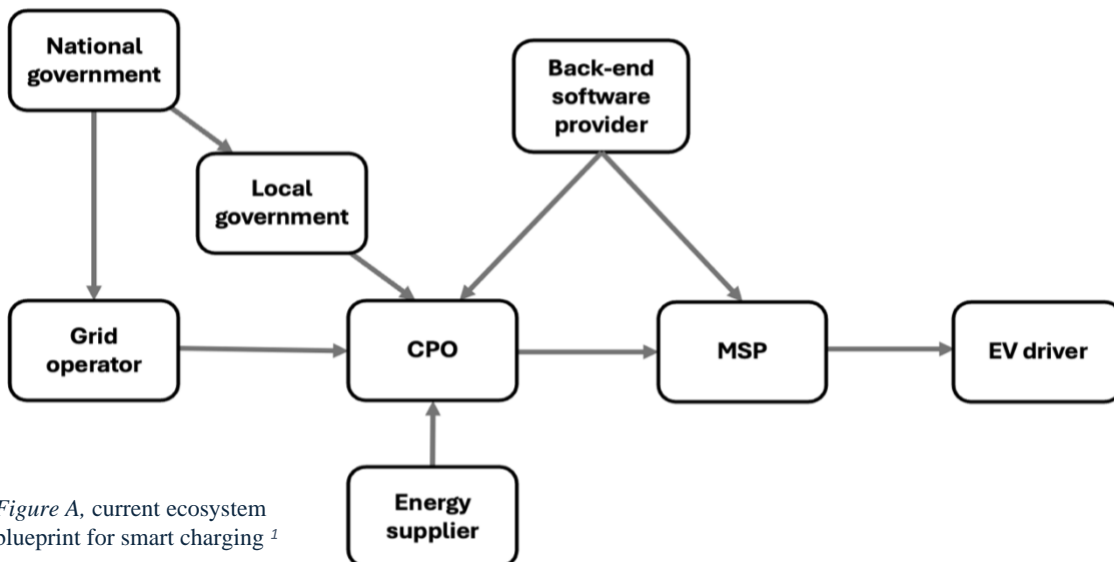 National
government
Back-end
software
provider
Local
government
Grid
operator
CPO
MSP
EV driver
Energy
supplier
Figure A, current ecosystem
blueprint for smart charging 1